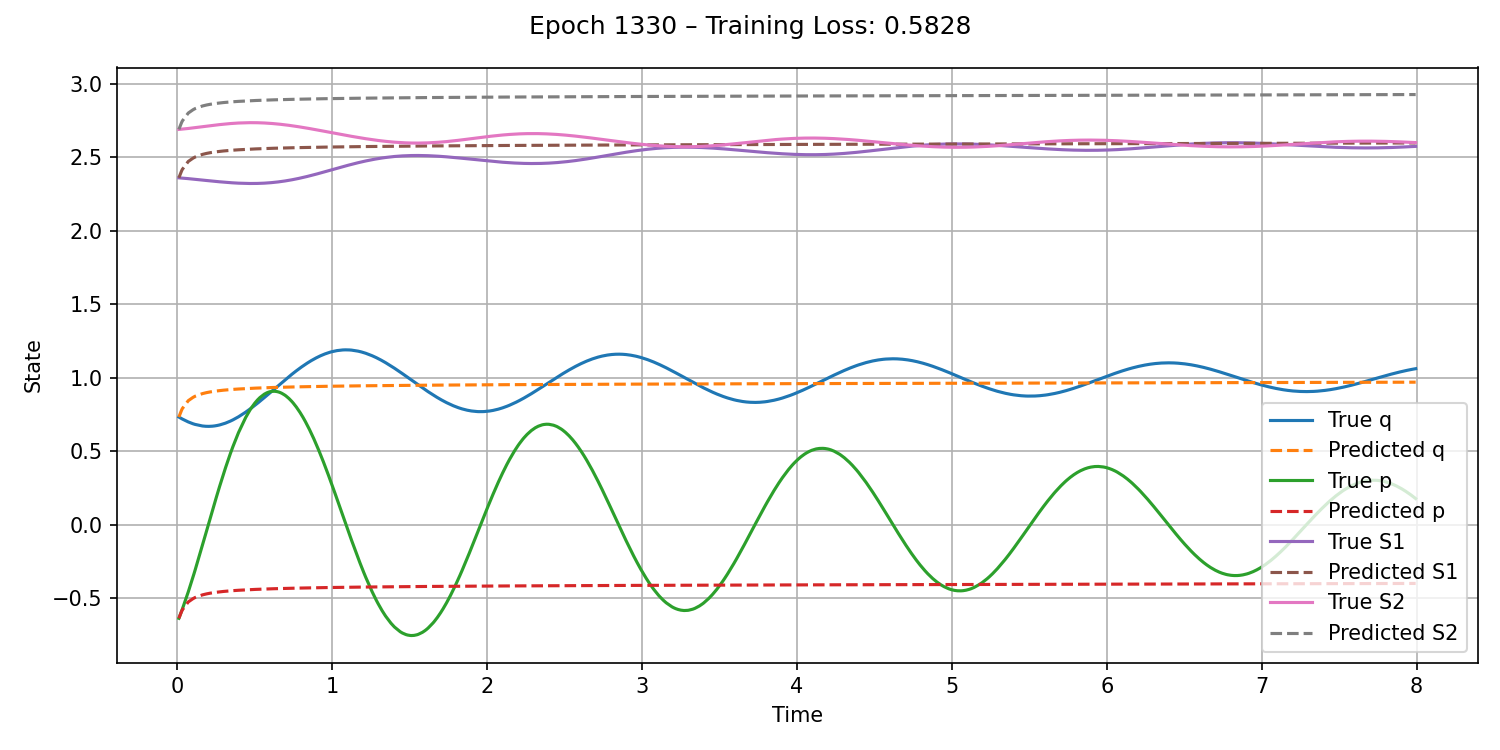 Epoch 1330 – Training Loss: 0.5828
3.0
2.5
2.0
1.5
1.0
0.5
0.0
−0.5
State
0 1 2 3 4 5 6 7 8
Time
True q
Predicted q
True p
Predicted p
True S1
Predicted S1
True S2
Predicted S2